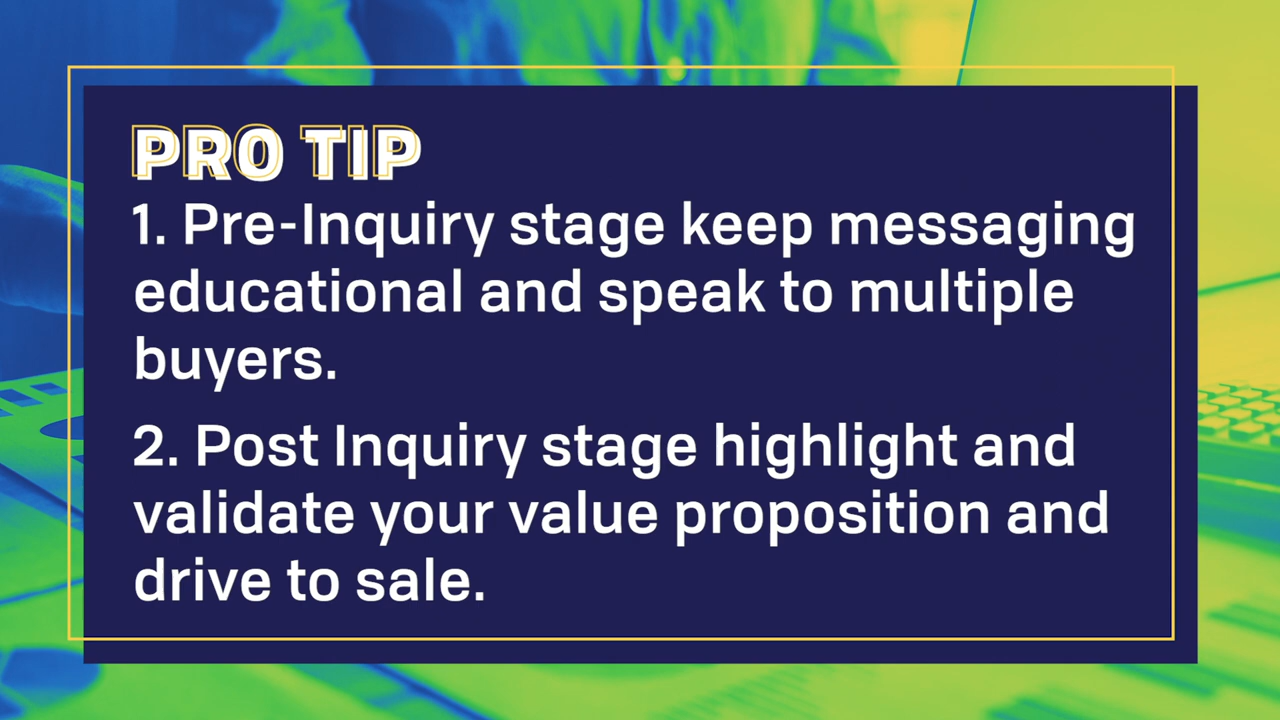 PRO TIP
1. Pre-Inquiry stage keep messaging
educational and speak to multiple
buyers.
2. Post Inquiry stage highlight and
validate your value proposition and
drive to sale.